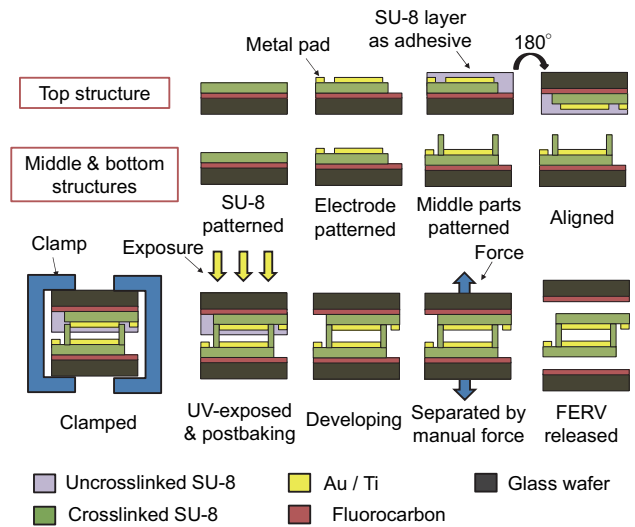 SU-8 layer
as adhesive
Metal pad
180°
Top structure
Middle & bottom
structures
SU-8
patterned
Electrode
patterned
Middle parts
patterned
Aligned
Clamp
Exposure
Force
Clamped
UV-exposed
& postbaking
Developing
Separated by
manual force
FERV
released
Uncrosslinked SU-8
Au / Ti
Glass wafer
Crosslinked SU-8
Fluorocarbon